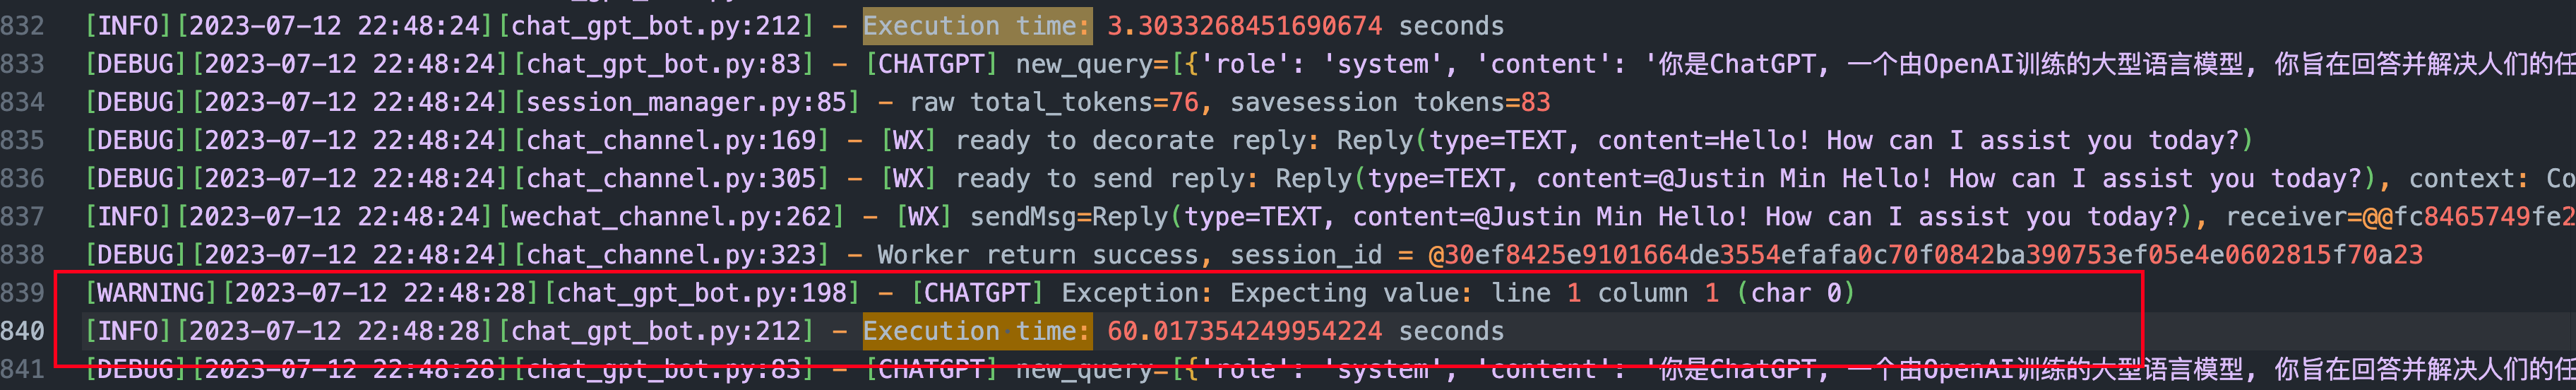 832 [INFO][2023-07-12 22:48:24][chat_gpt_bot.py:212] - Execution time: 3.3033268451690674 seconds
833 [DEBUG][2023-07-12 22:48:24][chat_gpt_bot.py:83] - [CHATGPT] new_query=[{'role': 'system', 'content': '你是ChatGPT, 一个由OpenAI训练的大型语言模型, 你旨在回答并解决人们的任
834 [DEBUG][2023-07-12 22:48:24][session_manager.py:85] - raw total_tokens=76, savesession tokens=83
835 [DEBUG][2023-07-12 22:48:24][chat_channel.py:169] - [WX] ready to decorate reply: Reply(type=TEXT, content=Hello! How can I assist you today?)
836 [DEBUG][2023-07-12 22:48:24][chat_channel.py:305] - [WX] ready to send reply: Reply(type=TEXT, content=@Justin Min Hello! How can I assist you today?), context: Co
837 [INFO][2023-07-12 22:48:24][wechat_channel.py:262] - [WX] sendMsg=Reply(type=TEXT, content=@Justin Min Hello! How can I assist you today?), receiver=@@fc8465749fe2
838 [DEBUG][2023-07-12 22:48:24][chat_channel.py:323] - Worker return success, session_id = @30ef8425e9101664de3554efafa0c70f0842ba390753ef05e4e0602815f70a23
839 [WARNING][2023-07-12 22:48:28][chat_gpt_bot.py:198] - [CHATGPT] Exception: Expecting value: line 1 column 1 (char 0)
840 [INFO][2023-07-12 22:48:28][chat_gpt_bot.py:212] - Execution time: 60.017354249954224 seconds
841 [DEBUG][2023-07-12 22:48:28][chat_gpt_bot.py:83] - [CHATGPT] new_query=[{'role': 'system', 'content': '你是ChatGPT, 一个由OpenAI训练的大型语言模型, 你旨在回答并解决人们的任